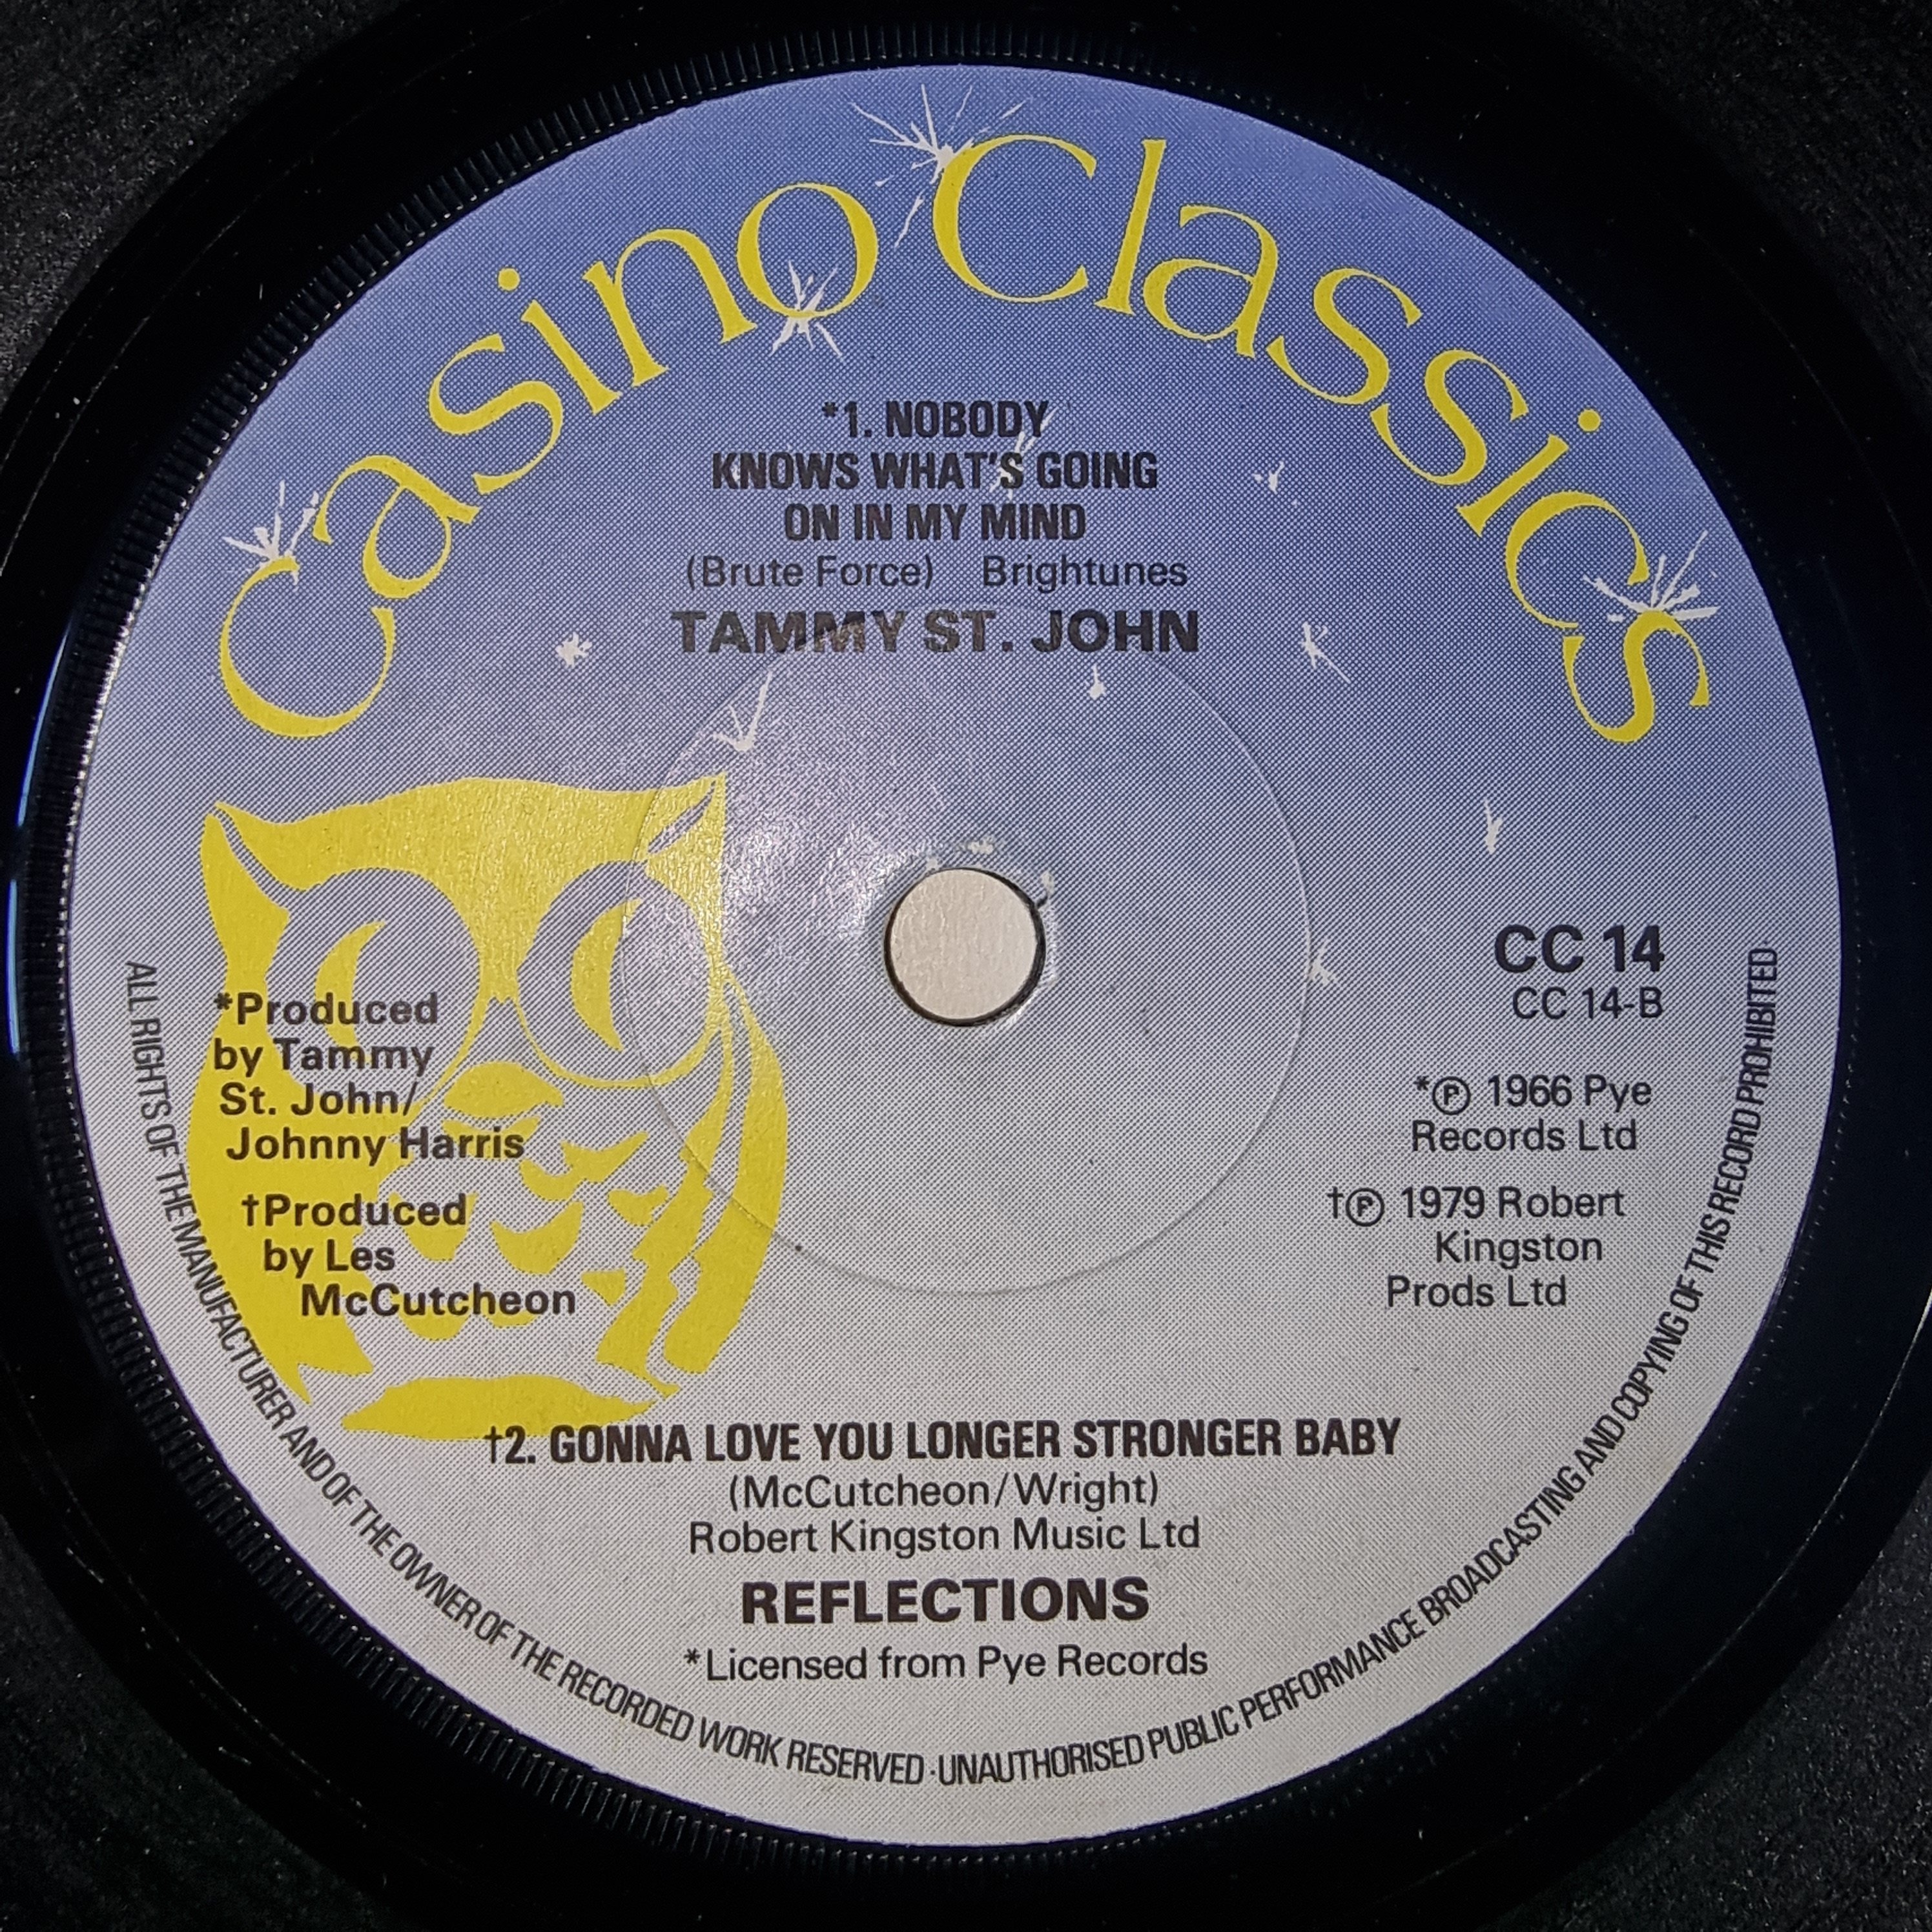 Casino Classics
*1. NOBODY
KNOWS WHAT'S GOING
ON IN MY MIND
(Brute Force) Brightunes
TAMMY ST. JOHN
*Produced
by Tammy
St. John/
Johnny Harris
†Produced
by Les
McCutcheon
CC 14
CC 14-B
*Ⓟ 1966 Pye
Records Ltd
†Ⓟ 1979 Robert
Kingston
Prods Ltd
†2. GONNA LOVE YOU LONGER STRONGER BABY
(McCutcheon/Wright)
Robert Kingston Music Ltd
REFLECTIONS
*Licensed from Pye Records
ALL RIGHTS OF THE MANUFACTURER AND OF THE OWNER OF THE RECORDED WORK RESERVED · UNAUTHORISED PUBLIC PERFORMANCE BROADCASTING AND COPYING OF THIS RECORD PROHIBITED